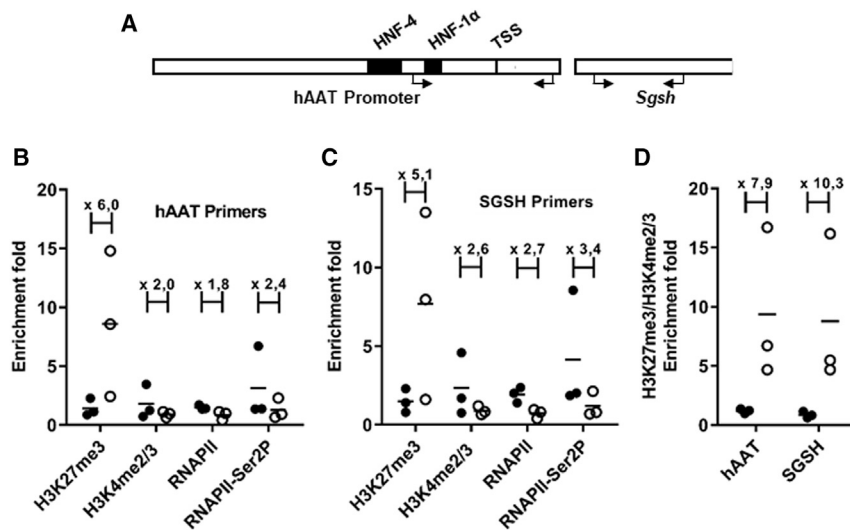 A
HNF-4
HNF-1α
TSS
hAAT Promoter
Sgsh
B
Enrichment fold
20
15
10
5
0
x 6,0
hAAT Primers
x 2,0
x 1,8
x 2,4
H3K27me3
H3K4me2/3
RNAPII
RNAPII-Ser2P
C
Enrichment fold
15
10
5
0
x 5,1
SGSH Primers
x 2,6
x 2,7
x 3,4
H3K27me3
H3K4me2/3
RNAPII
RNAPII-Ser2P
D
H3K27me3/H3K4me2/3
Enrichment fold
20
15
10
5
0
x 7,9
x 10,3
hAAT
SGSH